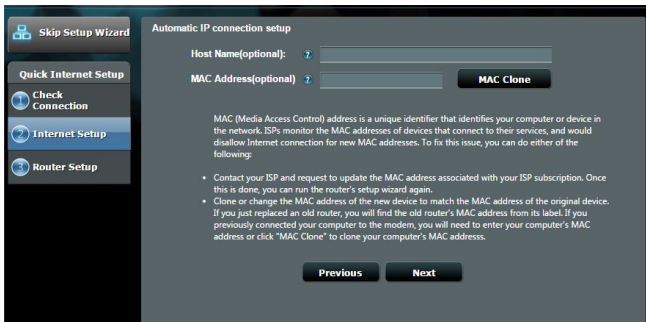 Skip Setup Wizard
Quick Internet Setup
1 Check
Connection
2 Internet Setup
3 Router Setup
Automatic IP connection setup
Host Name(optional): ?
MAC Address(optional) ? MAC Clone
MAC (Media Access Control) address is a unique identifier that identifies your computer or device in
the network. ISPs monitor the MAC addresses of devices that connect to their services, and would
disallow Internet connection for new MAC addresses. To fix this issue, you can do either of the
following:
• Contact your ISP and request to update the MAC address associated with your ISP subscription. Once
this is done, you can run the router's setup wizard again.
• Clone or change the MAC address of the new device to match the MAC address of the original device.
If you just replaced an old router, you will find the old router's MAC address from its label. If you
previously connected your computer to the modem, you will need to enter your computer's MAC
address or click "MAC Clone" to clone your computer's MAC addresss.
Previous Next